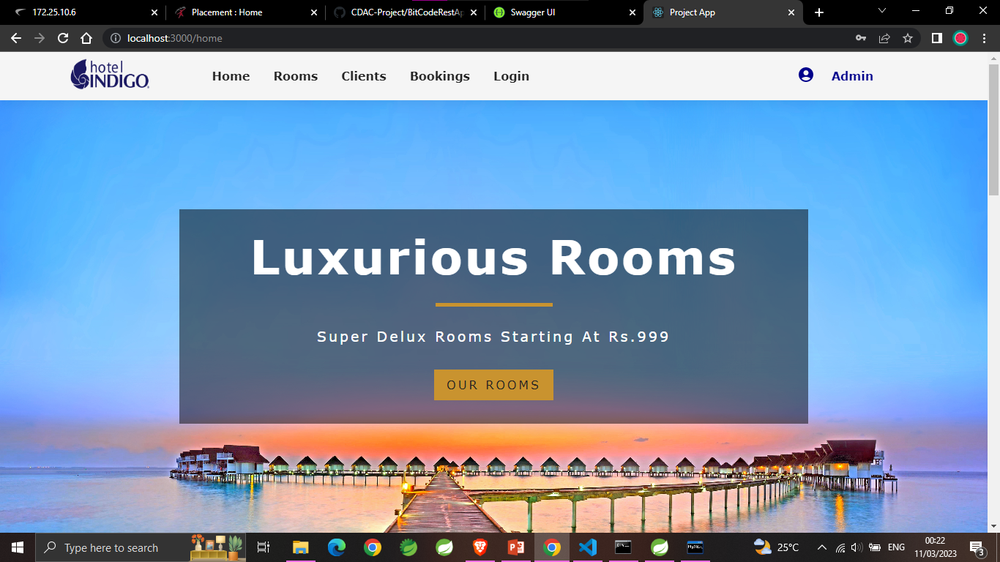 172.25.10.6
Placement : Home
CDAC-Project/BitCodeRestAp
Swagger UI
Project App
localhost:3000/home
hotel
INDIGO
Home Rooms Clients Bookings Login Admin
Luxurious Rooms
Super Delux Rooms Starting At Rs.999
OUR ROOMS
Type here to search
25°C
ENG
00:22
11/03/2023
3